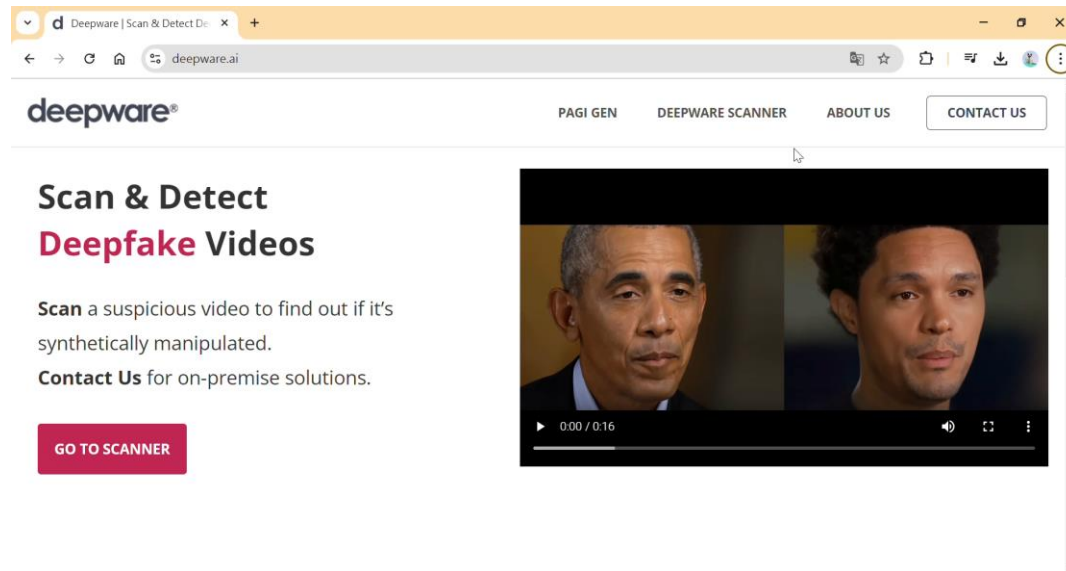 d Deepware | Scan & Detect De
deepware.ai
deepware®
PAGI GEN
DEEPWARE SCANNER
ABOUT US
CONTACT US
Scan & Detect
Deepfake Videos
Scan a suspicious video to find out if it's
synthetically manipulated.
Contact Us for on-premise solutions.
GO TO SCANNER
0:00 / 0:16